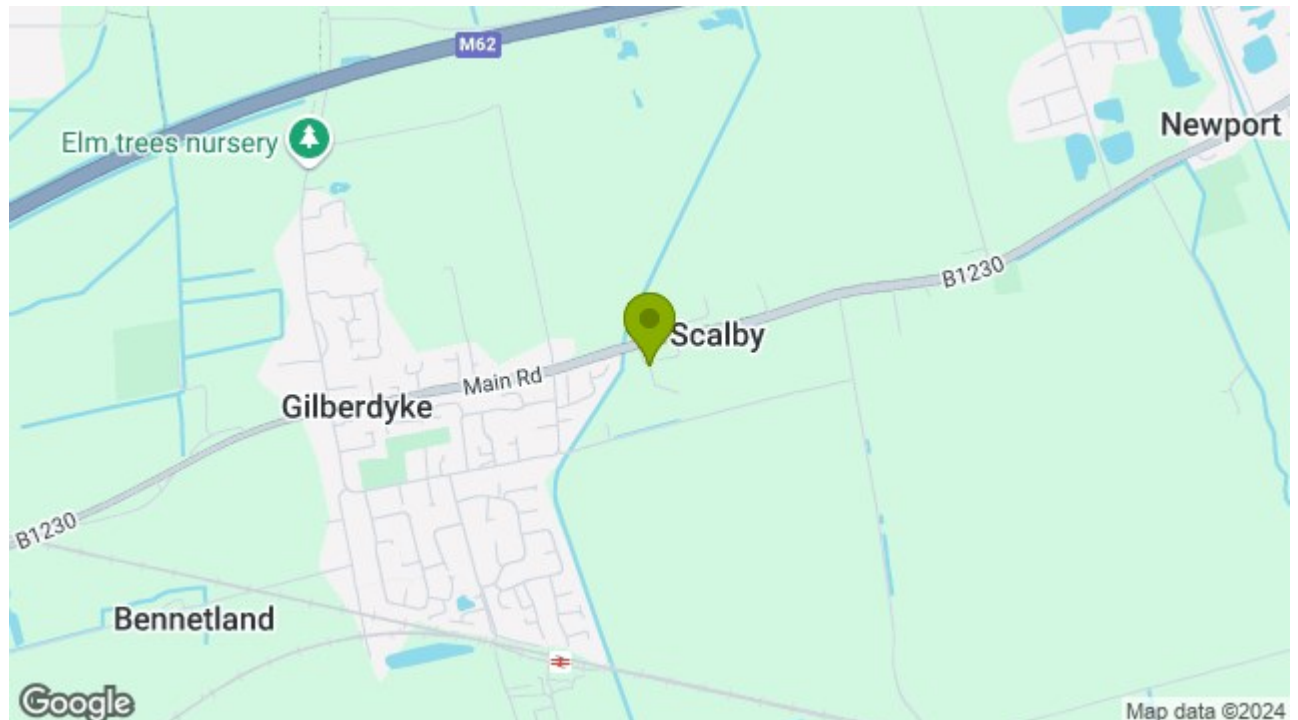 M62
Elm trees nursery
Newport
B1230
Scalby
Main Rd
Gilberdyke
B1230
Bennetland
Google
Map data ©2024